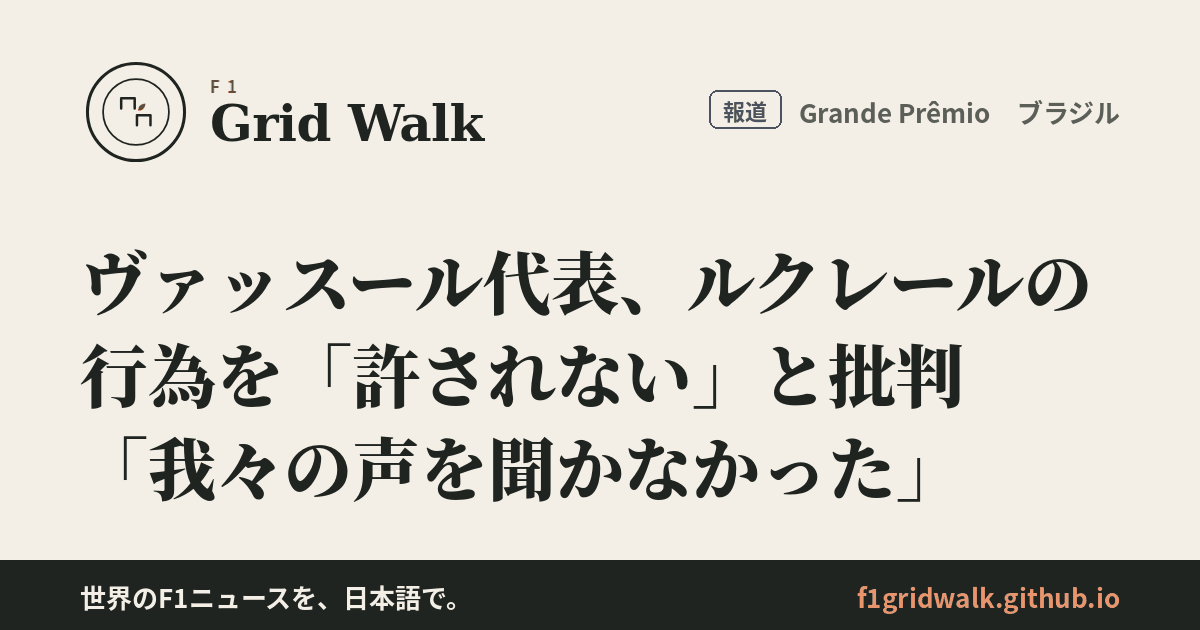 F1
Grid Walk
報道 Grande Prêmio ブラジル
ヴァッスール代表、ルクレールの
行為を「許されない」と批判
「我々の声を聞かなかった」
世界のF1ニュースを、日本語で。
f1gridwalk.github.io